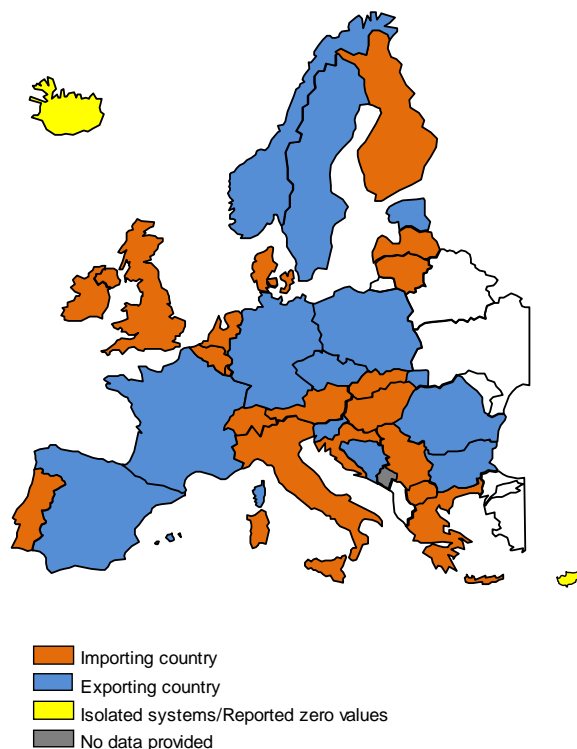 Importing country
Exporting country
Isolated systems/Reported zero values
No data provided